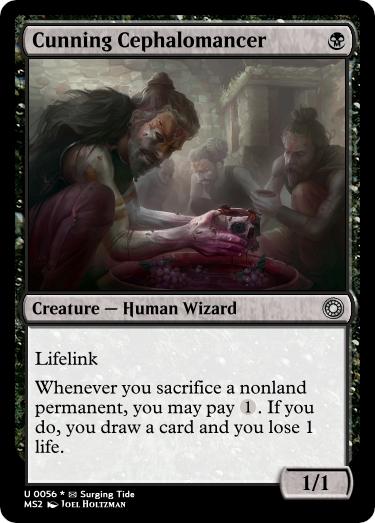 Cunning Cephalomancer
Creature — Human Wizard
Lifelink
Whenever you sacrifice a nonland
permanent, you may pay 1. If you
do, you draw a card and you lose 1
life.
1/1
U 0056 * Surging Tide
MS2 Joel Holtzman